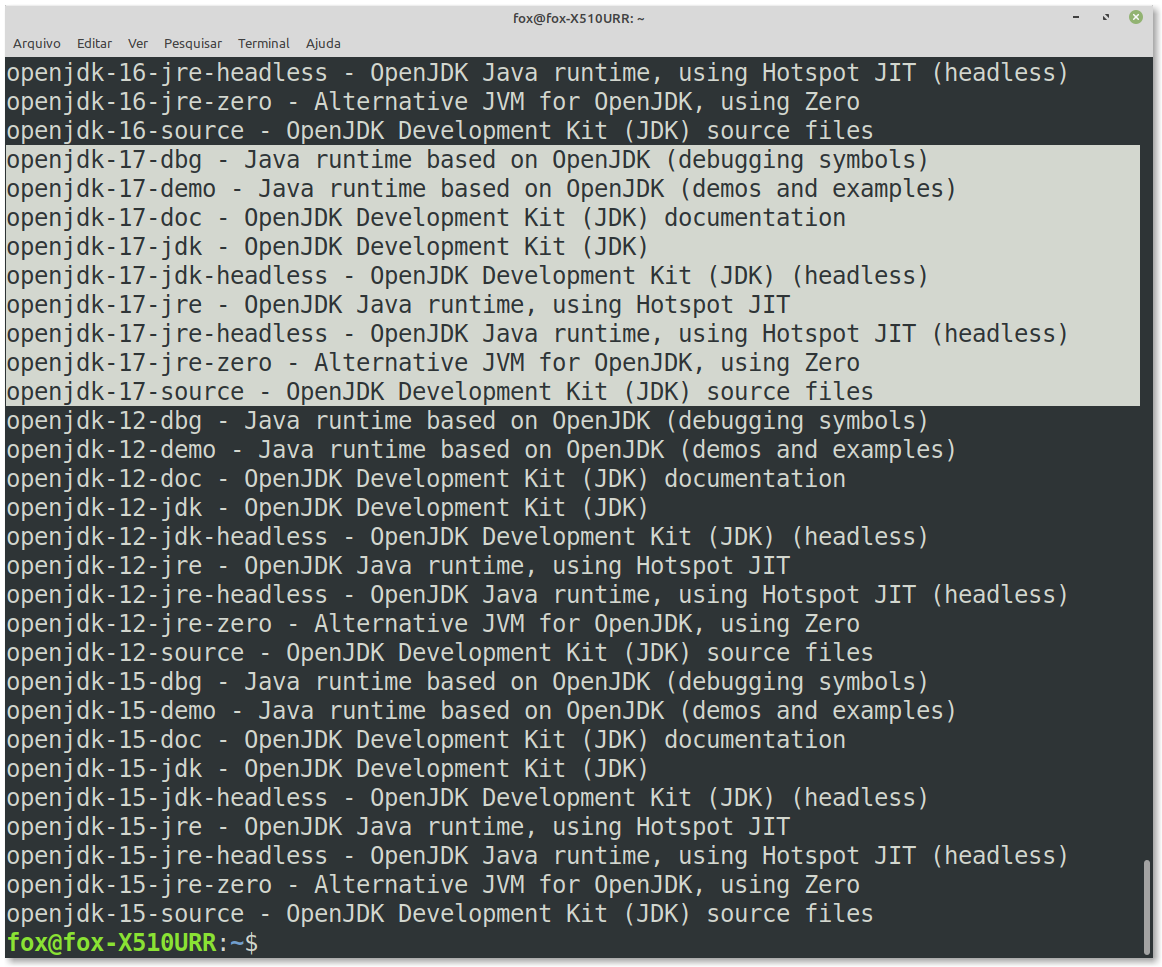 fox@fox-X510URR: ~
Arquivo Editar Ver Pesquisar Terminal Ajuda
openjdk-16-jre-headless - OpenJDK Java runtime, using Hotspot JIT (headless)
openjdk-16-jre-zero - Alternative JVM for OpenJDK, using Zero
openjdk-16-source - OpenJDK Development Kit (JDK) source files
openjdk-17-dbg - Java runtime based on OpenJDK (debugging symbols)
openjdk-17-demo - Java runtime based on OpenJDK (demos and examples)
openjdk-17-doc - OpenJDK Development Kit (JDK) documentation
openjdk-17-jdk - OpenJDK Development Kit (JDK)
openjdk-17-jdk-headless - OpenJDK Development Kit (JDK) (headless)
openjdk-17-jre - OpenJDK Java runtime, using Hotspot JIT
openjdk-17-jre-headless - OpenJDK Java runtime, using Hotspot JIT (headless)
openjdk-17-jre-zero - Alternative JVM for OpenJDK, using Zero
openjdk-17-source - OpenJDK Development Kit (JDK) source files
openjdk-12-dbg - Java runtime based on OpenJDK (debugging symbols)
openjdk-12-demo - Java runtime based on OpenJDK (demos and examples)
openjdk-12-doc - OpenJDK Development Kit (JDK) documentation
openjdk-12-jdk - OpenJDK Development Kit (JDK)
openjdk-12-jdk-headless - OpenJDK Development Kit (JDK) (headless)
openjdk-12-jre - OpenJDK Java runtime, using Hotspot JIT
openjdk-12-jre-headless - OpenJDK Java runtime, using Hotspot JIT (headless)
openjdk-12-jre-zero - Alternative JVM for OpenJDK, using Zero
openjdk-12-source - OpenJDK Development Kit (JDK) source files
openjdk-15-dbg - Java runtime based on OpenJDK (debugging symbols)
openjdk-15-demo - Java runtime based on OpenJDK (demos and examples)
openjdk-15-doc - OpenJDK Development Kit (JDK) documentation
openjdk-15-jdk - OpenJDK Development Kit (JDK)
openjdk-15-jdk-headless - OpenJDK Development Kit (JDK) (headless)
openjdk-15-jre - OpenJDK Java runtime, using Hotspot JIT
openjdk-15-jre-headless - OpenJDK Java runtime, using Hotspot JIT (headless)
openjdk-15-jre-zero - Alternative JVM for OpenJDK, using Zero
openjdk-15-source - OpenJDK Development Kit (JDK) source files
fox@fox-X510URR:~$